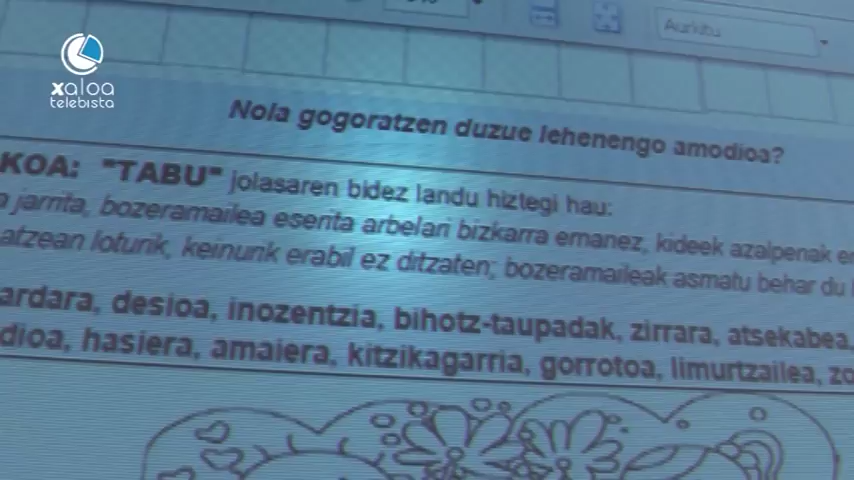 Aurkitu
xaloa
telebista
Nola gogoratzen duzue lehenengo amodioa?
KOA: "TABU" jolasaren bidez landu hiztegi hau:
jarrita, bozeramailea eserita arbelari bizkarra emanez, kideek azalpenak
atzean loturik, keinurik erabil ez ditzaten; bozeramaileak asmatu behar du
ardara, desioa, inozentzia, bihotz-taupadak, zirrara, atsekabea,
dioa, hasiera, amaiera, kitzikagarria, gorrotoa, limurtzailea, zo